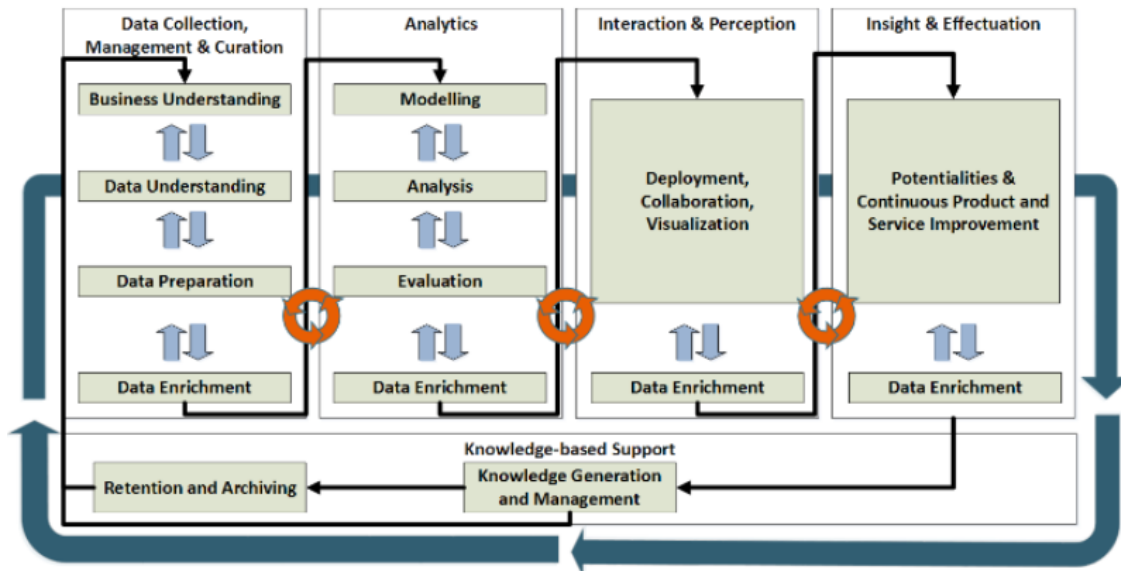 Data Collection,
Management & Curation
Business Understanding
Data Understanding
Data Preparation
Data Enrichment
Analytics
Modelling
Analysis
Evaluation
Data Enrichment
Interaction & Perception
Deployment,
Collaboration,
Visualization
Data Enrichment
Insight & Effectuation
Potentialities &
Continuous Product and
Service Improvement
Data Enrichment
Knowledge-based Support
Retention and Archiving
Knowledge Generation
and Management